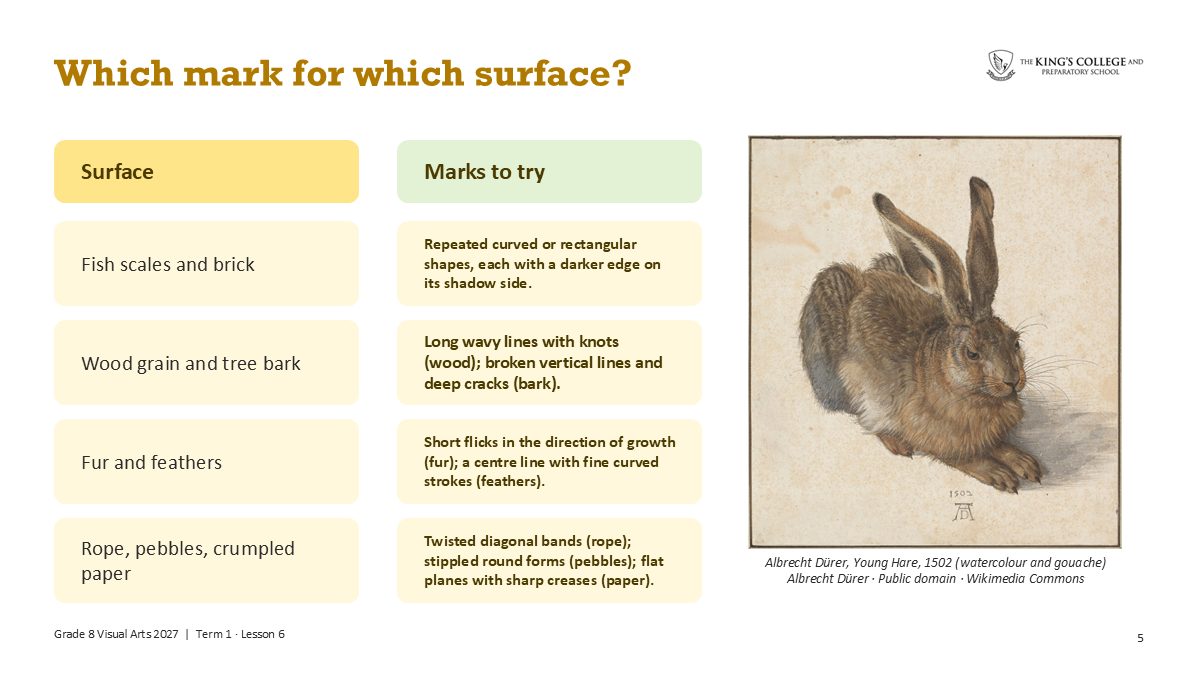 Which mark for which surface?
THE KING'S COLLEGE AND
PREPARATORY SCHOOL
Surface
Marks to try
Fish scales and brick
Repeated curved or rectangular
shapes, each with a darker edge on
its shadow side.
Wood grain and tree bark
Long wavy lines with knots
(wood); broken vertical lines and
deep cracks (bark).
Fur and feathers
Short flicks in the direction of growth
(fur); a centre line with fine curved
strokes (feathers).
Rope, pebbles, crumpled
paper
Twisted diagonal bands (rope);
stippled round forms (pebbles); flat
planes with sharp creases (paper).
1502
AD
Albrecht Dürer, Young Hare, 1502 (watercolour and gouache)
Albrecht Dürer · Public domain · Wikimedia Commons
Grade 8 Visual Arts 2027 | Term 1 · Lesson 6
5